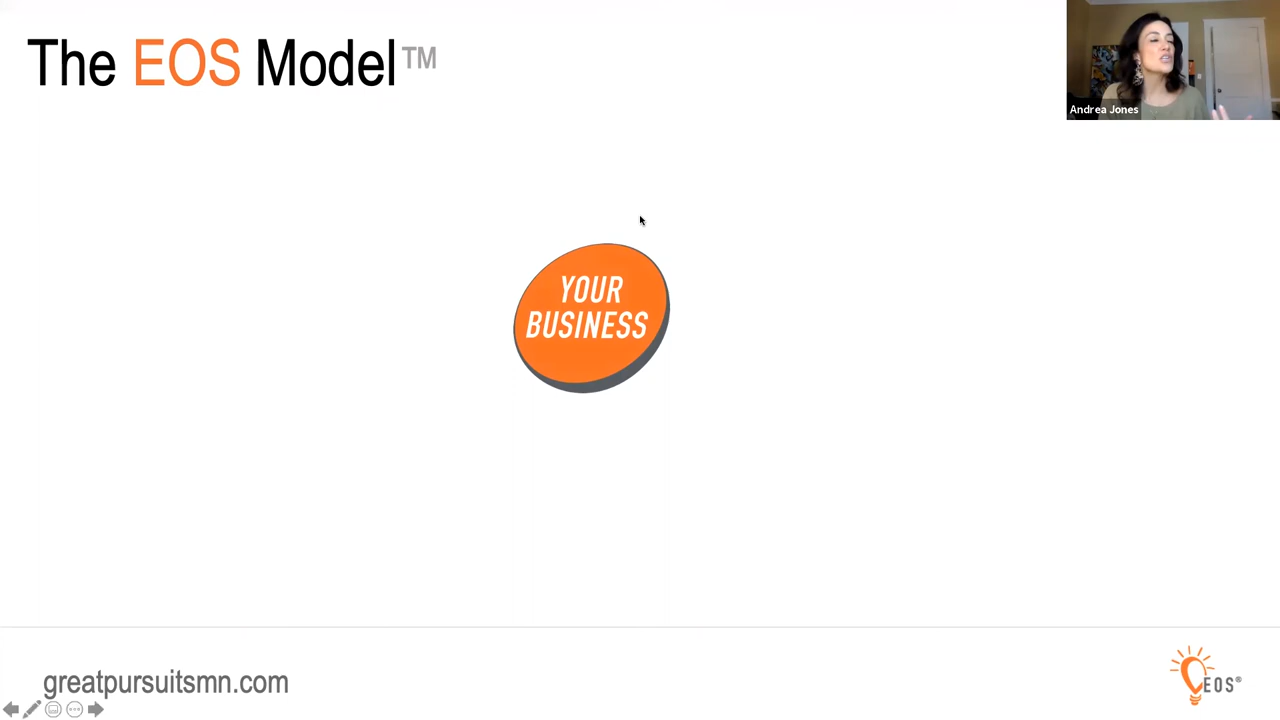 The EOS Model™
Andrea Jones
YOUR
BUSINESS
greatpursuitsmn.com
EOS®